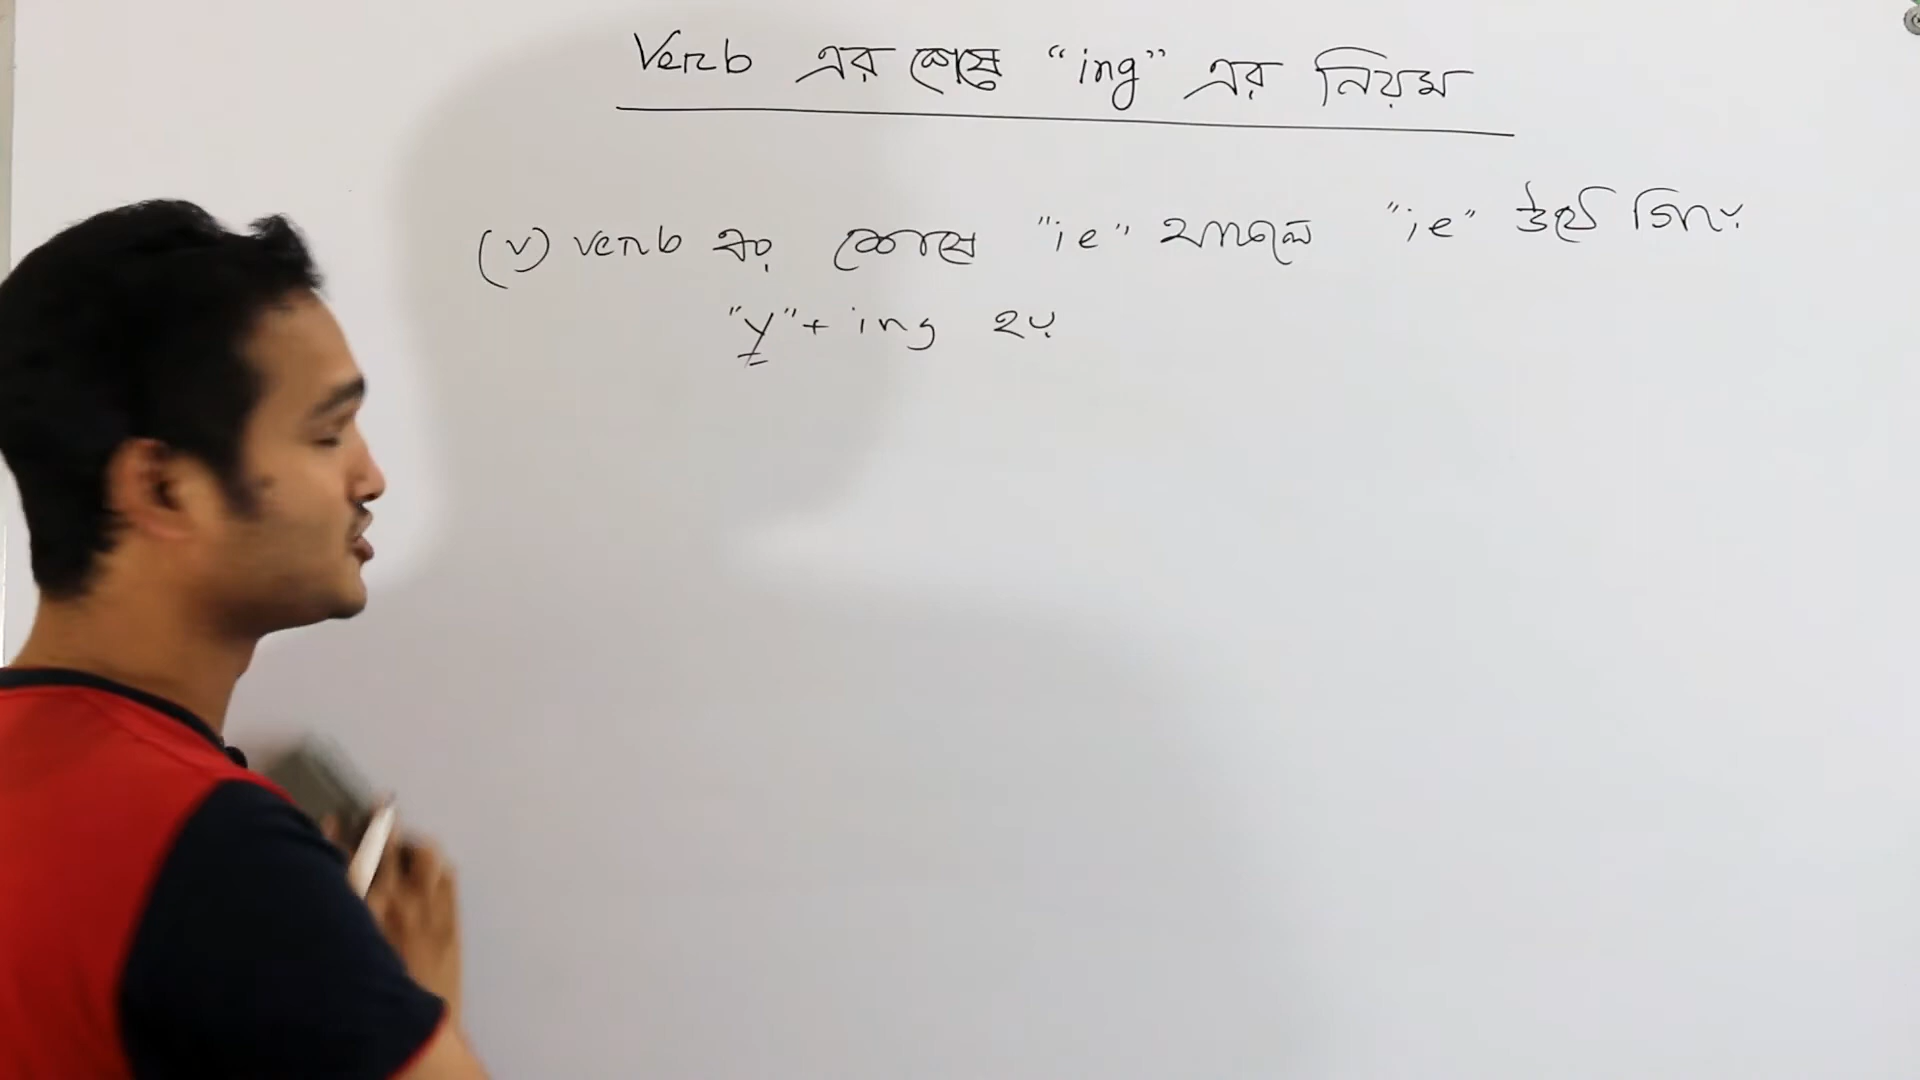 Verb এর শেষে "ing" এর নিয়ম
(v) verb এর শেষে "ie" থাকলে "ie" উঠে গিয়ে
"y" + ing হয়